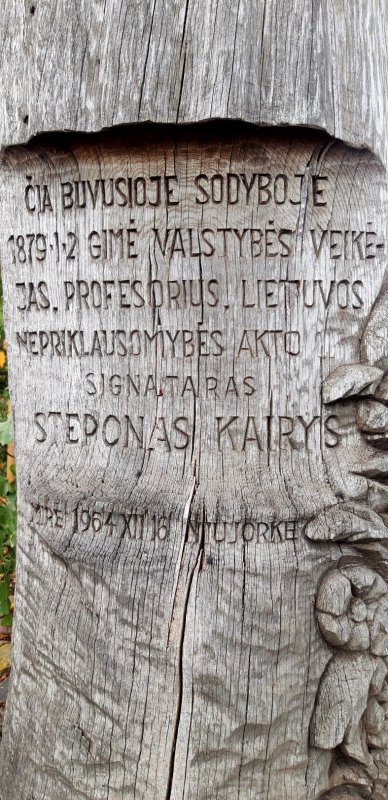 ČIA BUVUSIOJE SODYBOJE
1879·1·2 GIMĖ VALSTYBĖS VEIKĖ-
JAS, PROFESORIUS, LIETUVOS
NEPRIKLAUSOMYBĖS AKTO
SIGNATARAS
STEPONAS KAIRYS
MIRĖ 1964 XII 16 NIUJORKE